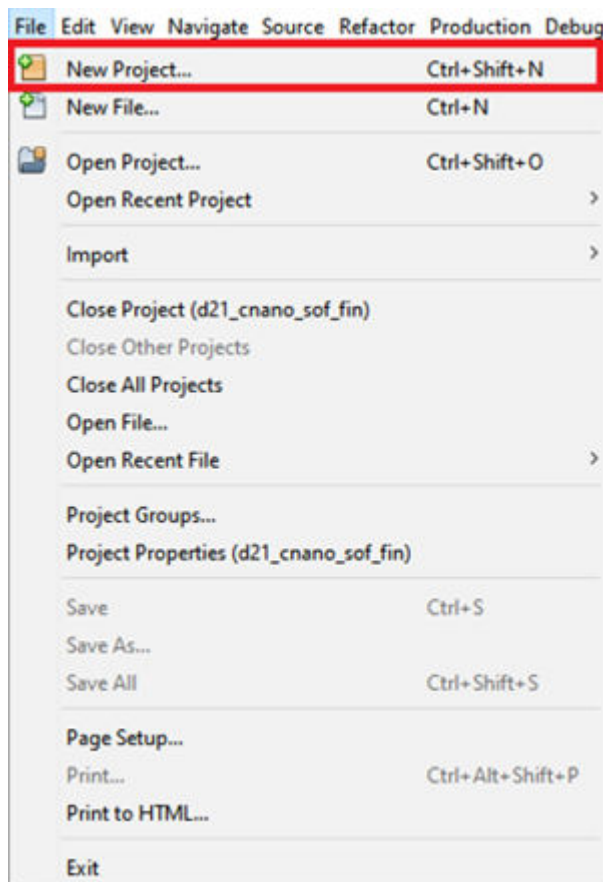 File Edit View Navigate Source Refactor Production Debug
New Project... Ctrl+Shift+N
New File... Ctrl+N
Open Project... Ctrl+Shift+O
Open Recent Project >
Import >
Close Project (d21_cnano_sof_fin)
Close Other Projects
Close All Projects
Open File...
Open Recent File >
Project Groups...
Project Properties (d21_cnano_sof_fin)
Save Ctrl+S
Save As...
Save All Ctrl+Shift+S
Page Setup...
Print... Ctrl+Alt+Shift+P
Print to HTML...
Exit